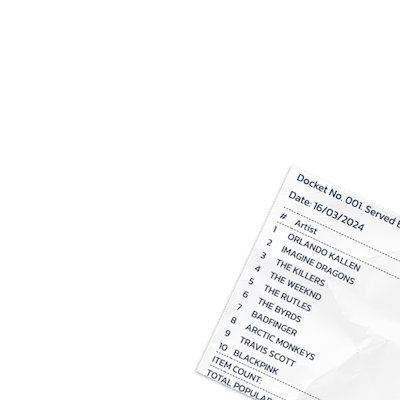 Docket No. 001. Served
Date: 16/03/2024
# Artist
1 ORLANDO KALLEN
2 IMAGINE DRAGONS
3 THE KILLERS
4 THE WEEKND
5 THE RUTLES
6 THE BYRDS
7 BADFINGER
8 ARCTIC MONKEYS
9 TRAVIS SCOTT
10 BLACKPINK
ITEM COUNT:
TOTAL